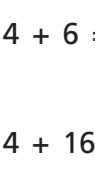 4 + 6 =
4 + 16